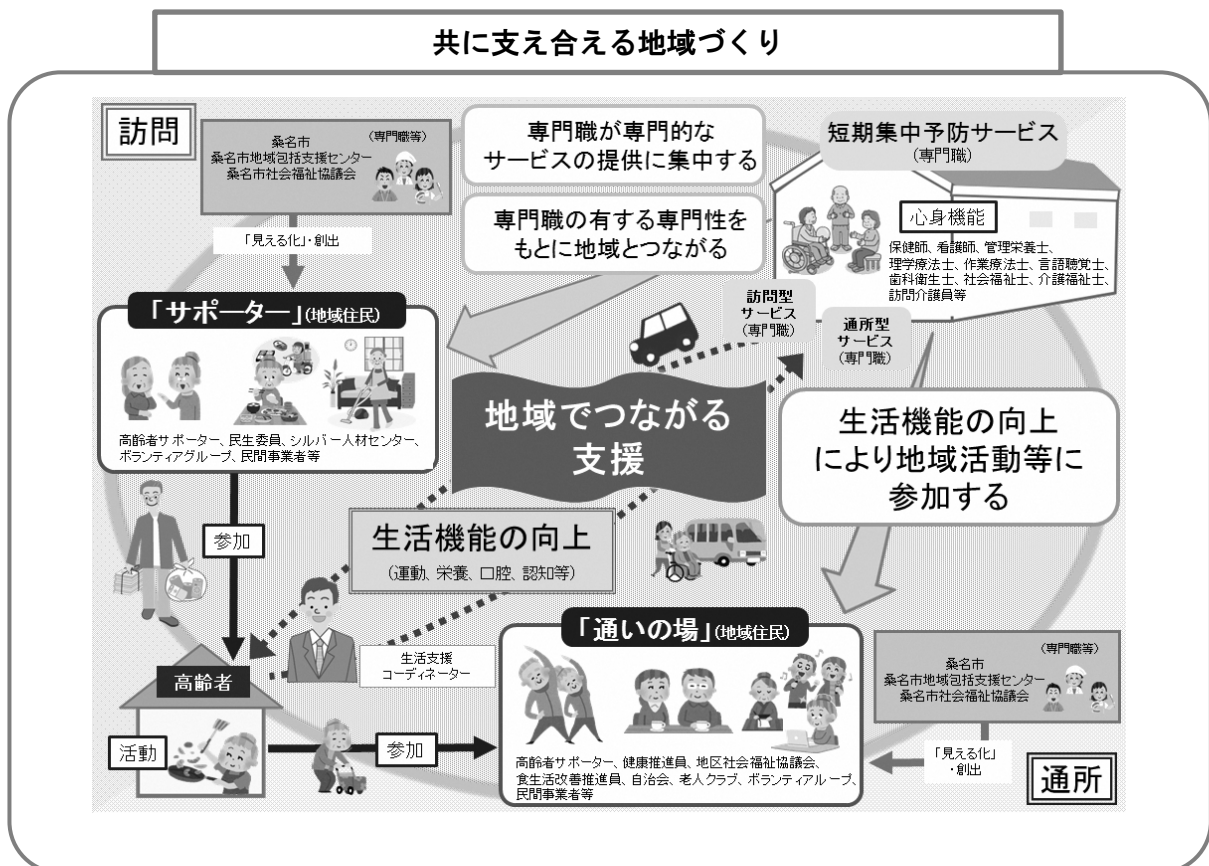 共に支え合える地域づくり
訪問
桑名市
(専門職等)
桑名市地域包括支援センター
桑名市社会福祉協議会
「見える化」・創出
専門職が専門的な
サービスの提供に集中する
専門職の有する専門性を
もとに地域とつながる
短期集中予防サービス
(専門職)
心身機能
保健師、看護師、管理栄養士、
理学療法士、作業療法士、言語聴覚士、
歯科衛生士、社会福祉士、介護福祉士、
訪問介護員等
訪問型
サービス
(専門職)
通所型
サービス
(専門職)
「サポーター」(地域住民)
高齢者サポーター、民生委員、シルバー人材センター、
ボランティアグループ、民間事業者等
地域でつながる
支援
生活機能の向上
により地域活動等に
参加する
参加
生活機能の向上
(運動、栄養、口腔、認知等)
生活支援
コーディネーター
高齢者
活動
参加
「通いの場」(地域住民)
高齢者サポーター、健康推進員、地区社会福祉協議会、
食生活改善推進員、自治会、老人クラブ、ボランティアループ、
民間事業者等
(専門職等)
桑名市
桑名市地域包括支援センター
桑名市社会福祉協議会
「見える化」
・創出
通所